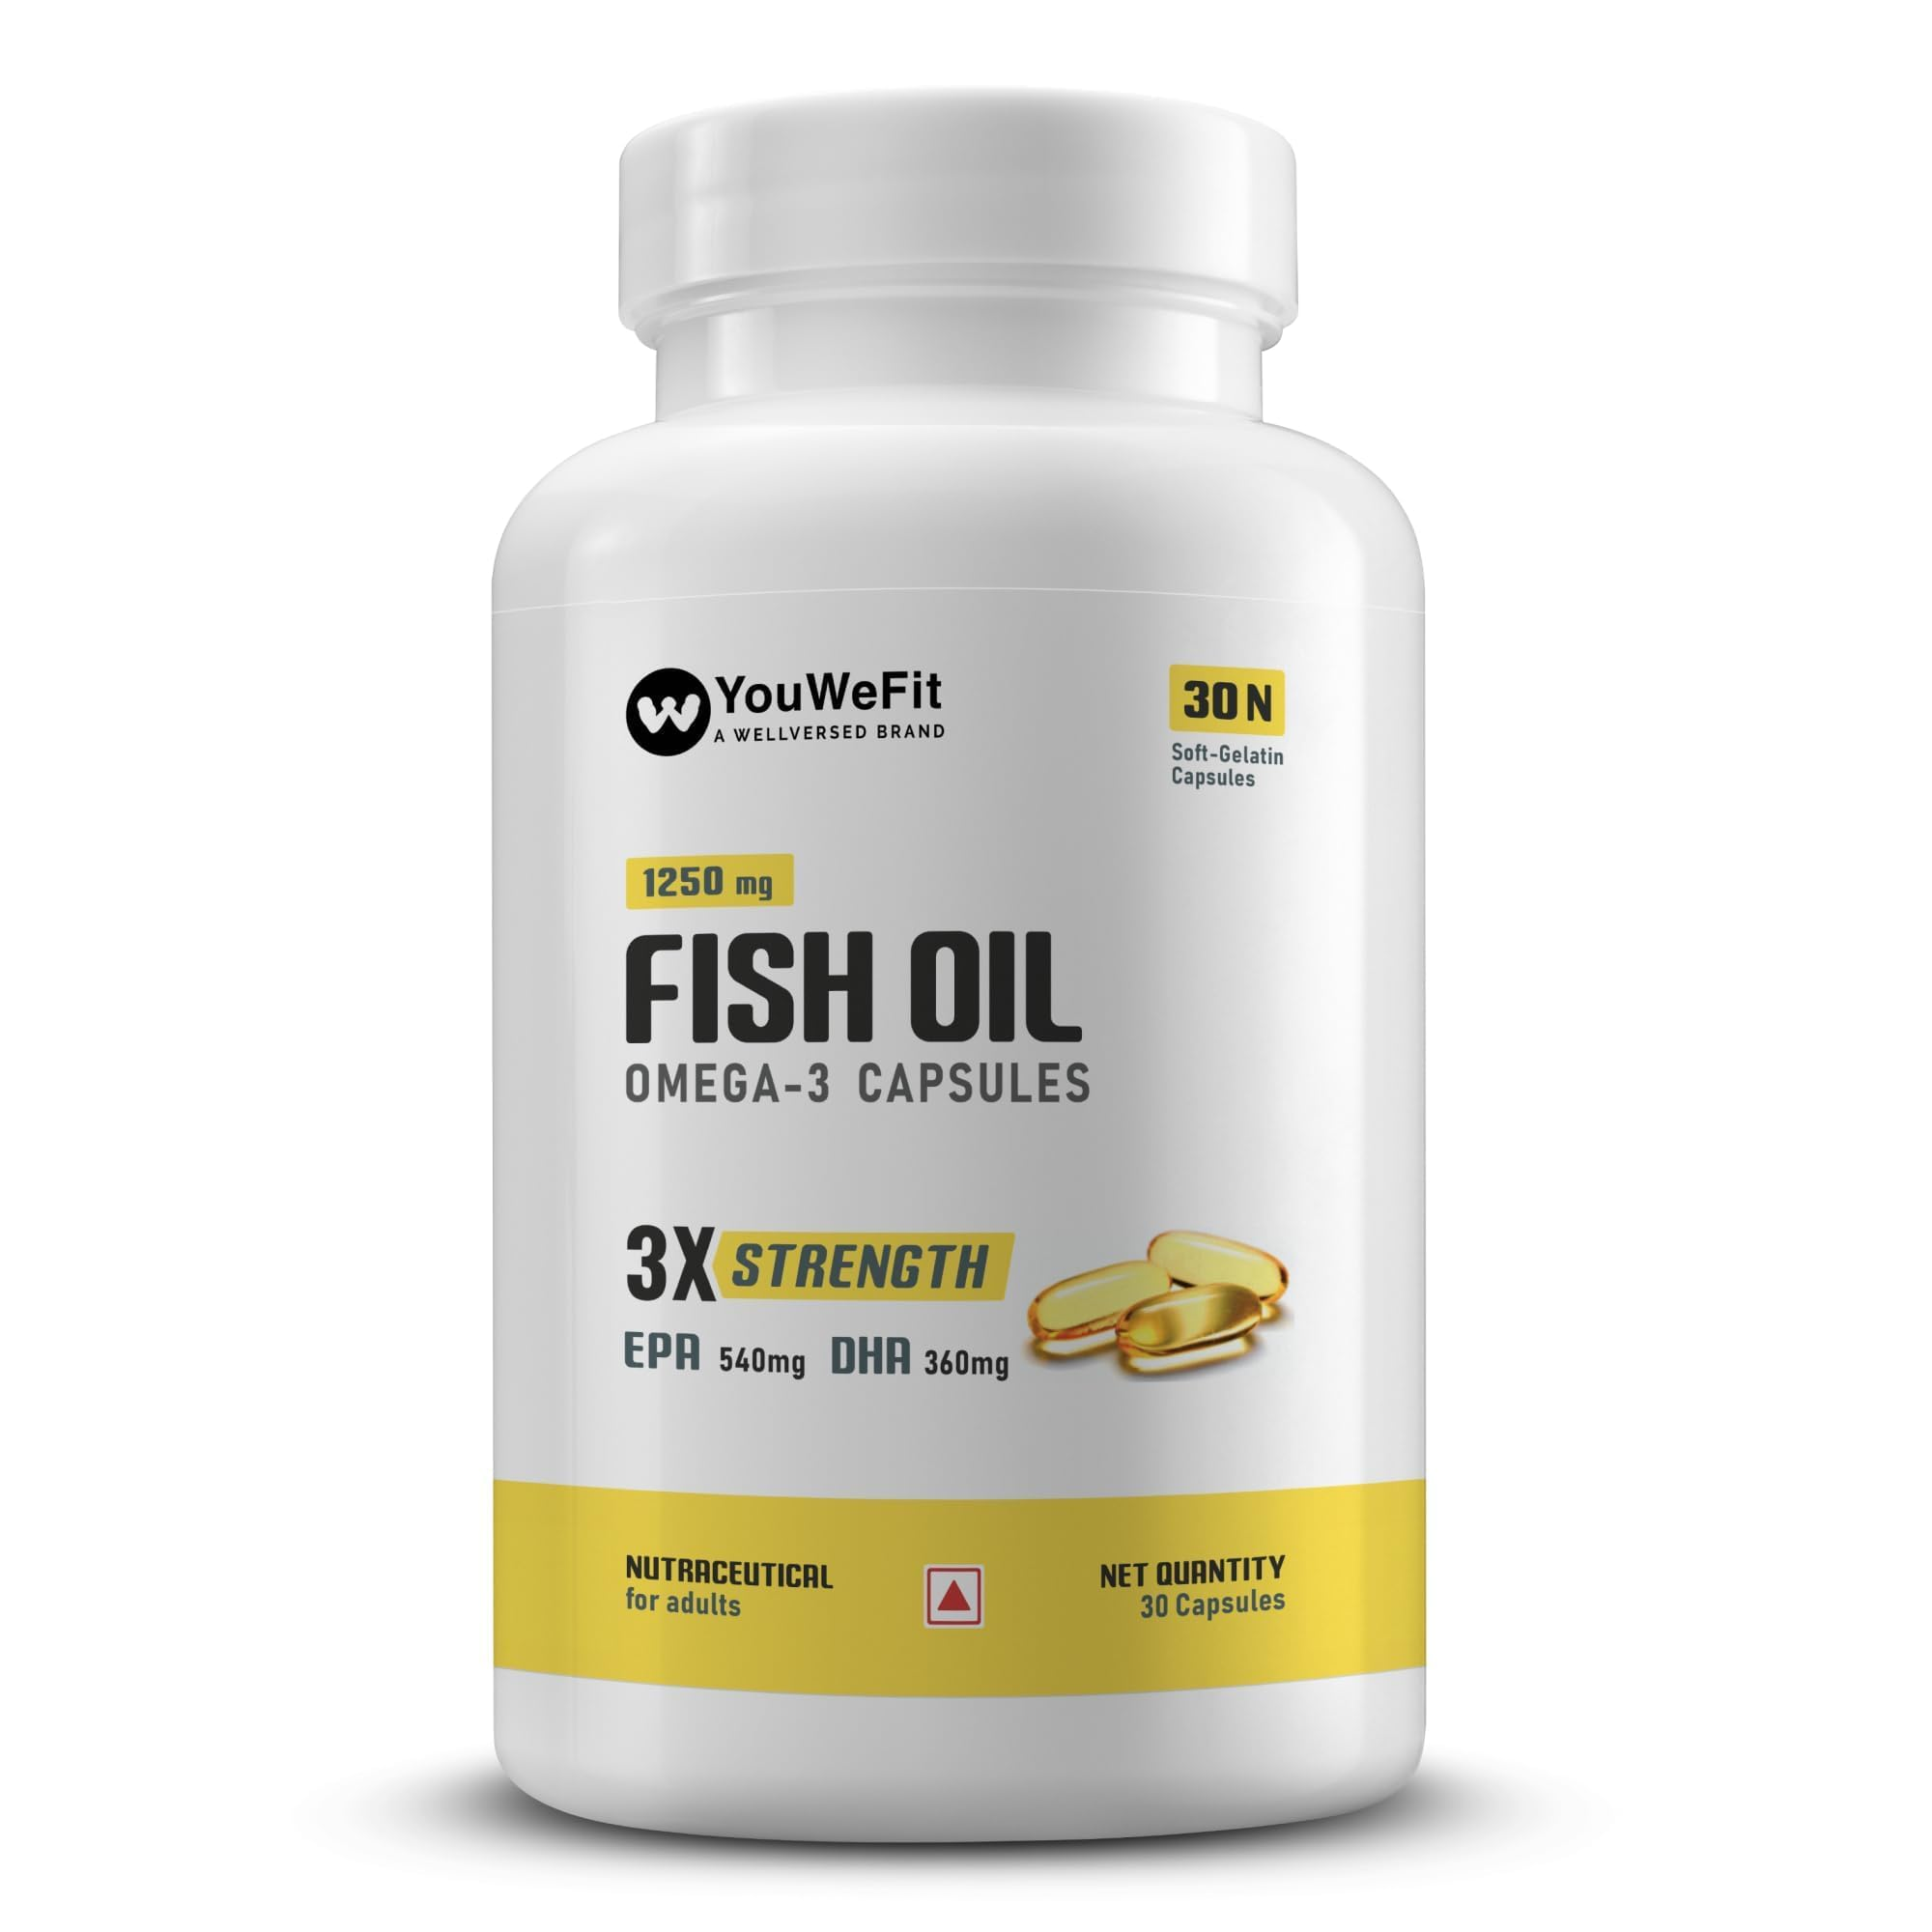 YouWeFit
A WELLVERSED BRAND
30 N
Soft-Gelatin
Capsules
1250 mg
FISH OIL
OMEGA-3 CAPSULES
3X STRENGTH
EPA 540mg DHA 360mg
NUTRACEUTICAL
for adults
NET QUANTITY
30 Capsules